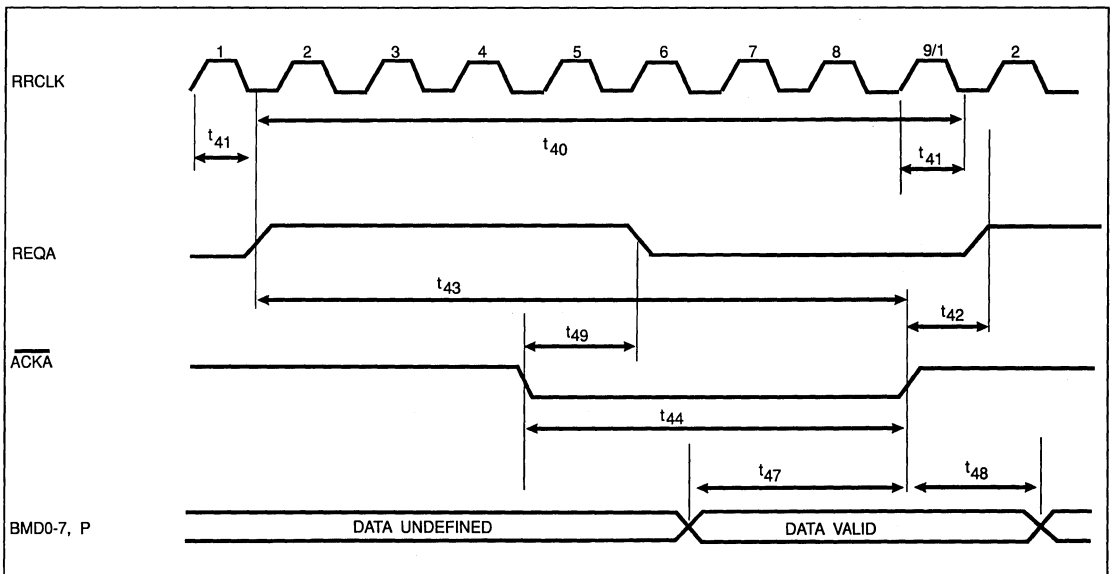 1 2 3 4 5 6 7 8 9/1 2
RRCLK
t41
t40
t41
REQA
t43
t42
t49
ACKA
t44
t47
t48
BMD0-7, P
DATA UNDEFINED
DATA VALID